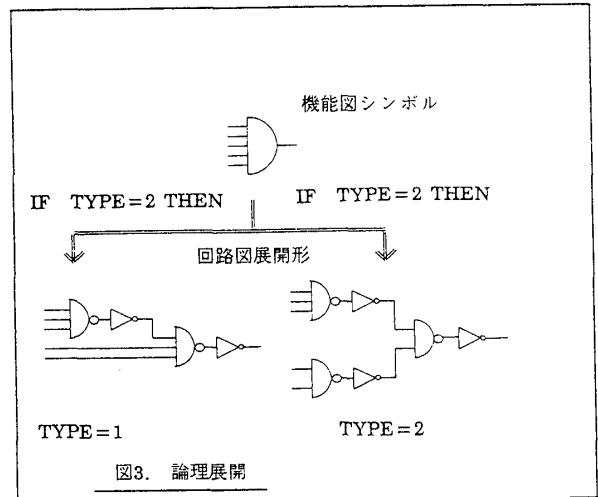 機能図シンボル
IF TYPE=2 THEN IF TYPE=2 THEN
回路図展開形
TYPE=1 TYPE=2
図3. 論理展開